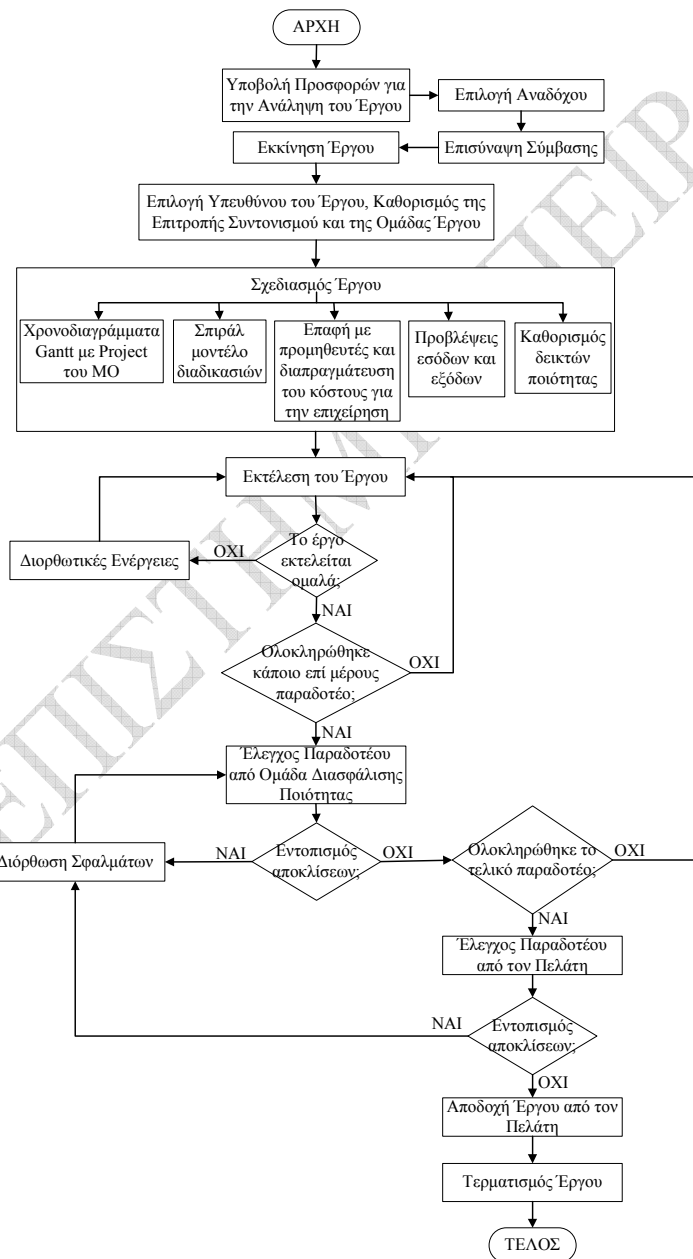 ΑΡΧΗ
Υποβολή Προσφορών για
την Ανάληψη του Έργου
Επιλογή Αναδόχου
Επισύναψη Σύμβασης
Εκκίνηση Έργου
Επιλογή Υπευθύνου του Έργου, Καθορισμός της
Επιτροπής Συντονισμού και της Ομάδας Έργου
Σχεδιασμός Έργου
Χρονοδιαγράμματα
Gantt με Project
του ΜΟ
Σπιράλ
μοντέλο
διαδικασιών
Επαφή με
προμηθευτές και
διαπραγμάτευση
του κόστους για
την επιχείρηση
Προβλέψεις
εσόδων και
εξόδων
Καθορισμός
δεικτών
ποιότητας
Εκτέλεση του Έργου
Το έργο
εκτελείται
ομαλά;
ΟΧΙ
Διορθωτικές Ενέργειες
ΝΑΙ
Ολοκληρώθηκε
κάποιο επί μέρους
παραδοτέο;
ΟΧΙ
ΝΑΙ
Έλεγχος Παραδοτέου
από Ομάδα Διασφάλισης
Ποιότητας
Εντοπισμός
αποκλίσεων;
ΝΑΙ
Διόρθωση Σφαλμάτων
ΟΧΙ
Ολοκληρώθηκε το
τελικό παραδοτέο;
ΟΧΙ
ΝΑΙ
Έλεγχος Παραδοτέου
από τον Πελάτη
Εντοπισμός
αποκλίσεων;
ΝΑΙ
ΟΧΙ
Αποδοχή Έργου από τον
Πελάτη
Τερματισμός Έργου
ΤΕΛΟΣ